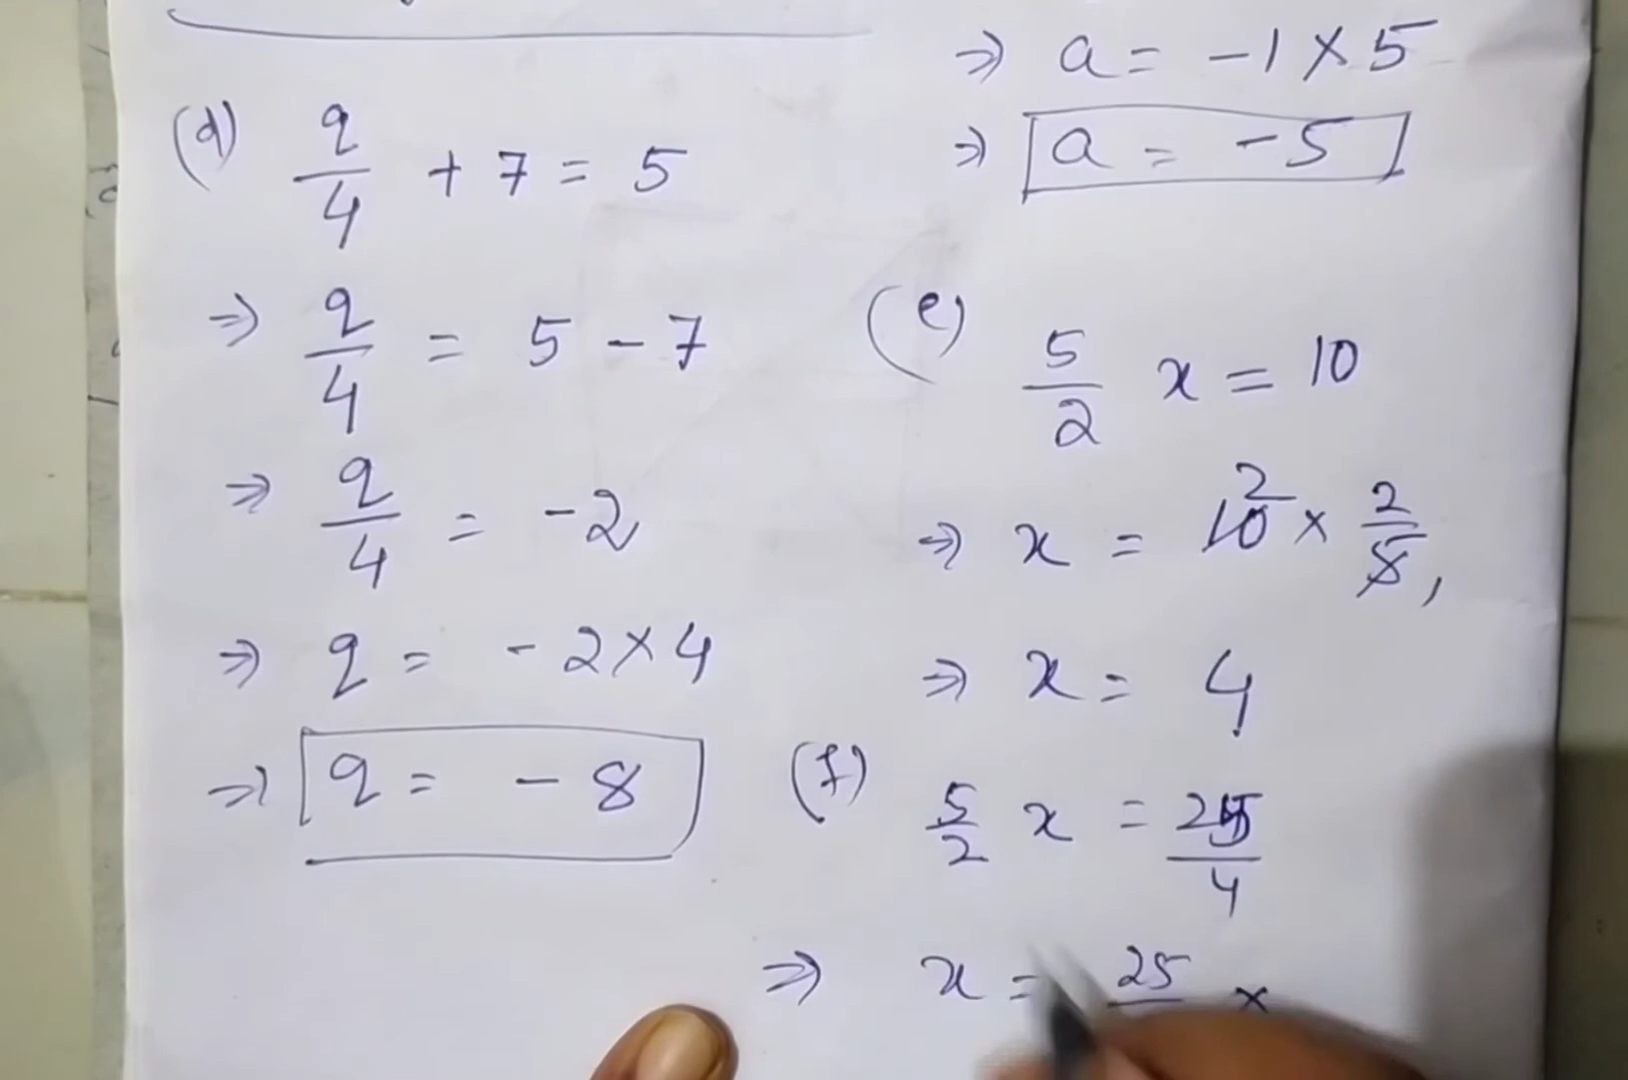 (d) q/4 + 7 = 5
⇒ q/4 = 5 - 7
⇒ q/4 = -2
⇒ q = -2 × 4
⇒ q = -8
⇒ a = -1 × 5
⇒ a = -5
(e) 5/2 x = 10
⇒ x = 10 2 × 2/5,
⇒ x = 4
(f) 5/2 x = 25/4
⇒ x = 25 ×